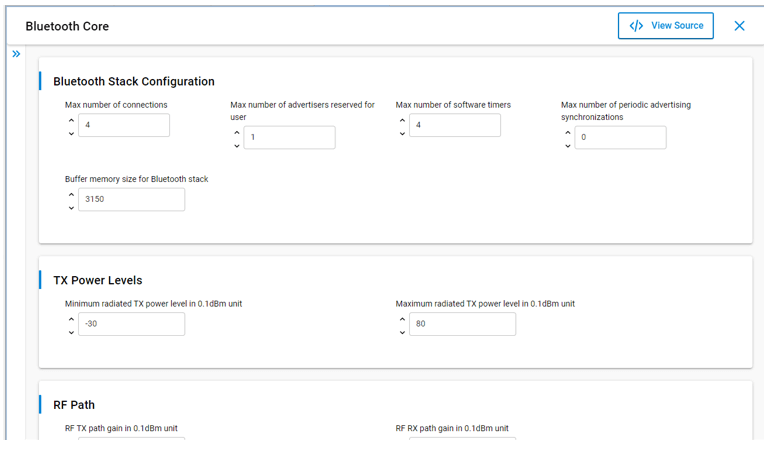 Bluetooth Core
View Source
Bluetooth Stack Configuration
Max number of connections
4
Max number of advertisers reserved for
user
1
Max number of software timers
4
Max number of periodic advertising
synchronizations
0
Buffer memory size for Bluetooth stack
3150
TX Power Levels
Minimum radiated TX power level in 0.1dBm unit
-30
Maximum radiated TX power level in 0.1dBm unit
80
RF Path
RF TX path gain in 0.1dBm unit
RF RX path gain in 0.1dBm unit